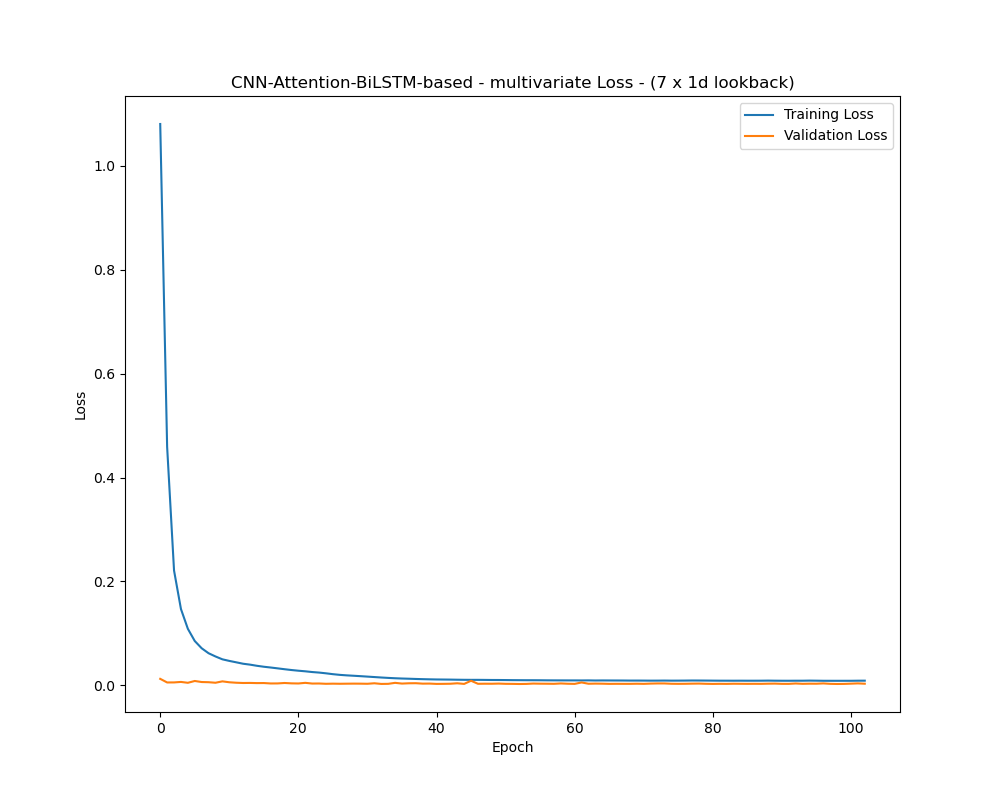 CNN-Attention-BiLSTM-based - multivariate Loss - (7 x 1d lookback)
Training Loss
Validation Loss
1.0
0.8
0.6
0.4
0.2
0.0
Loss
0 20 40 60 80 100
Epoch